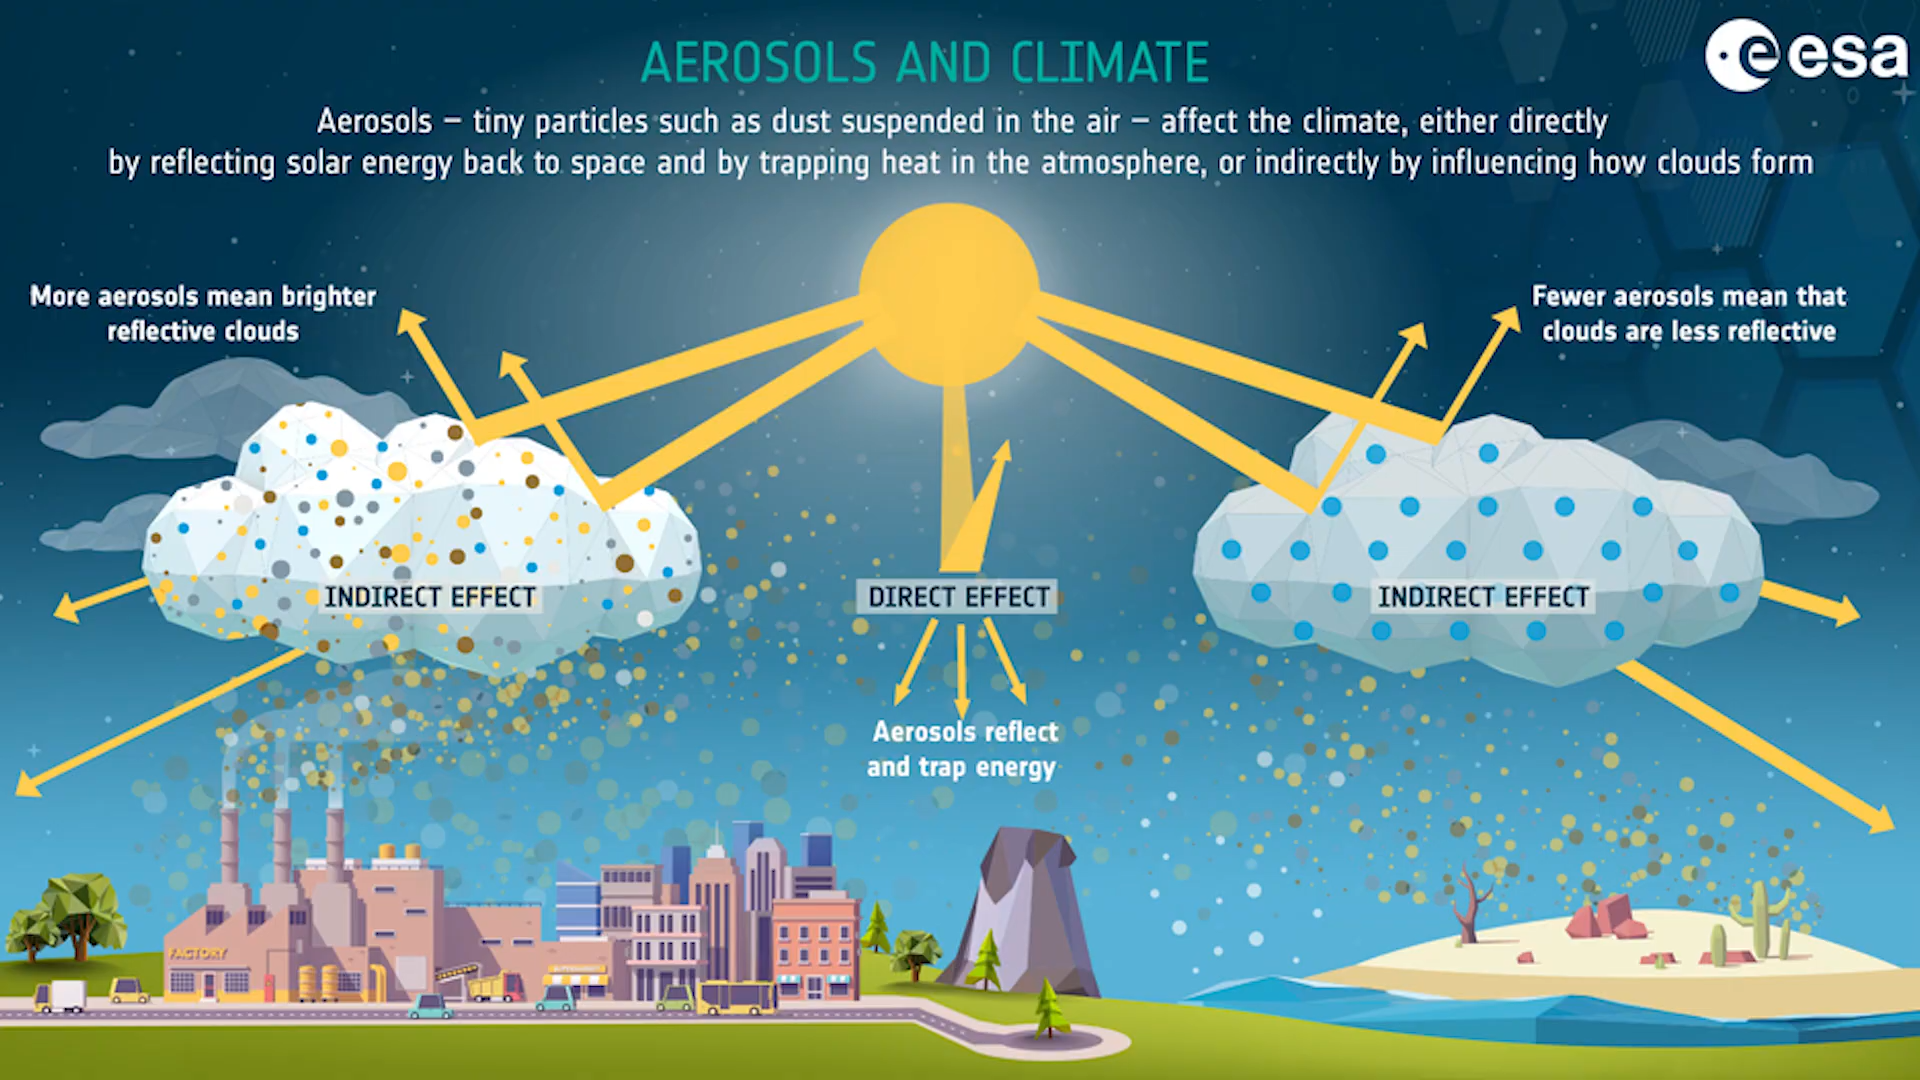 AEROSOLS AND CLIMATE
esa
Aerosols – tiny particles such as dust suspended in the air – affect the climate, either directly
by reflecting solar energy back to space and by trapping heat in the atmosphere, or indirectly by influencing how clouds form
More aerosols mean brighter
reflective clouds
Fewer aerosols mean that
clouds are less reflective
INDIRECT EFFECT
DIRECT EFFECT
INDIRECT EFFECT
Aerosols reflect
and trap energy
FACTORY